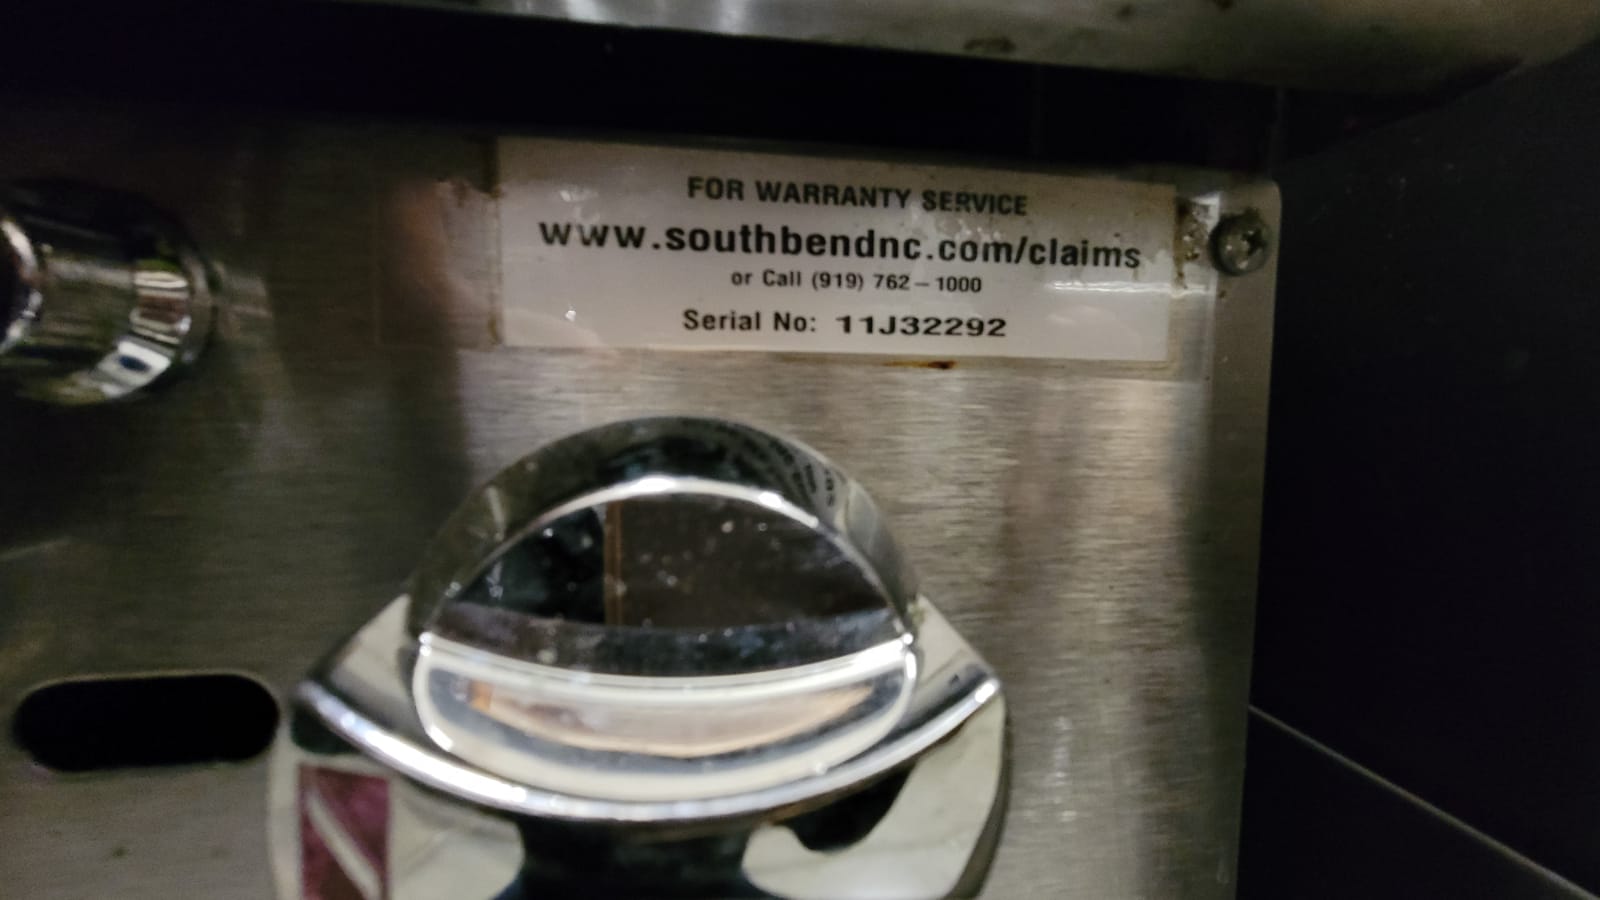 FOR WARRANTY SERVICE
www.southbendnc.com/claims
or Call (919) 762-1000
Serial No: 11J32292